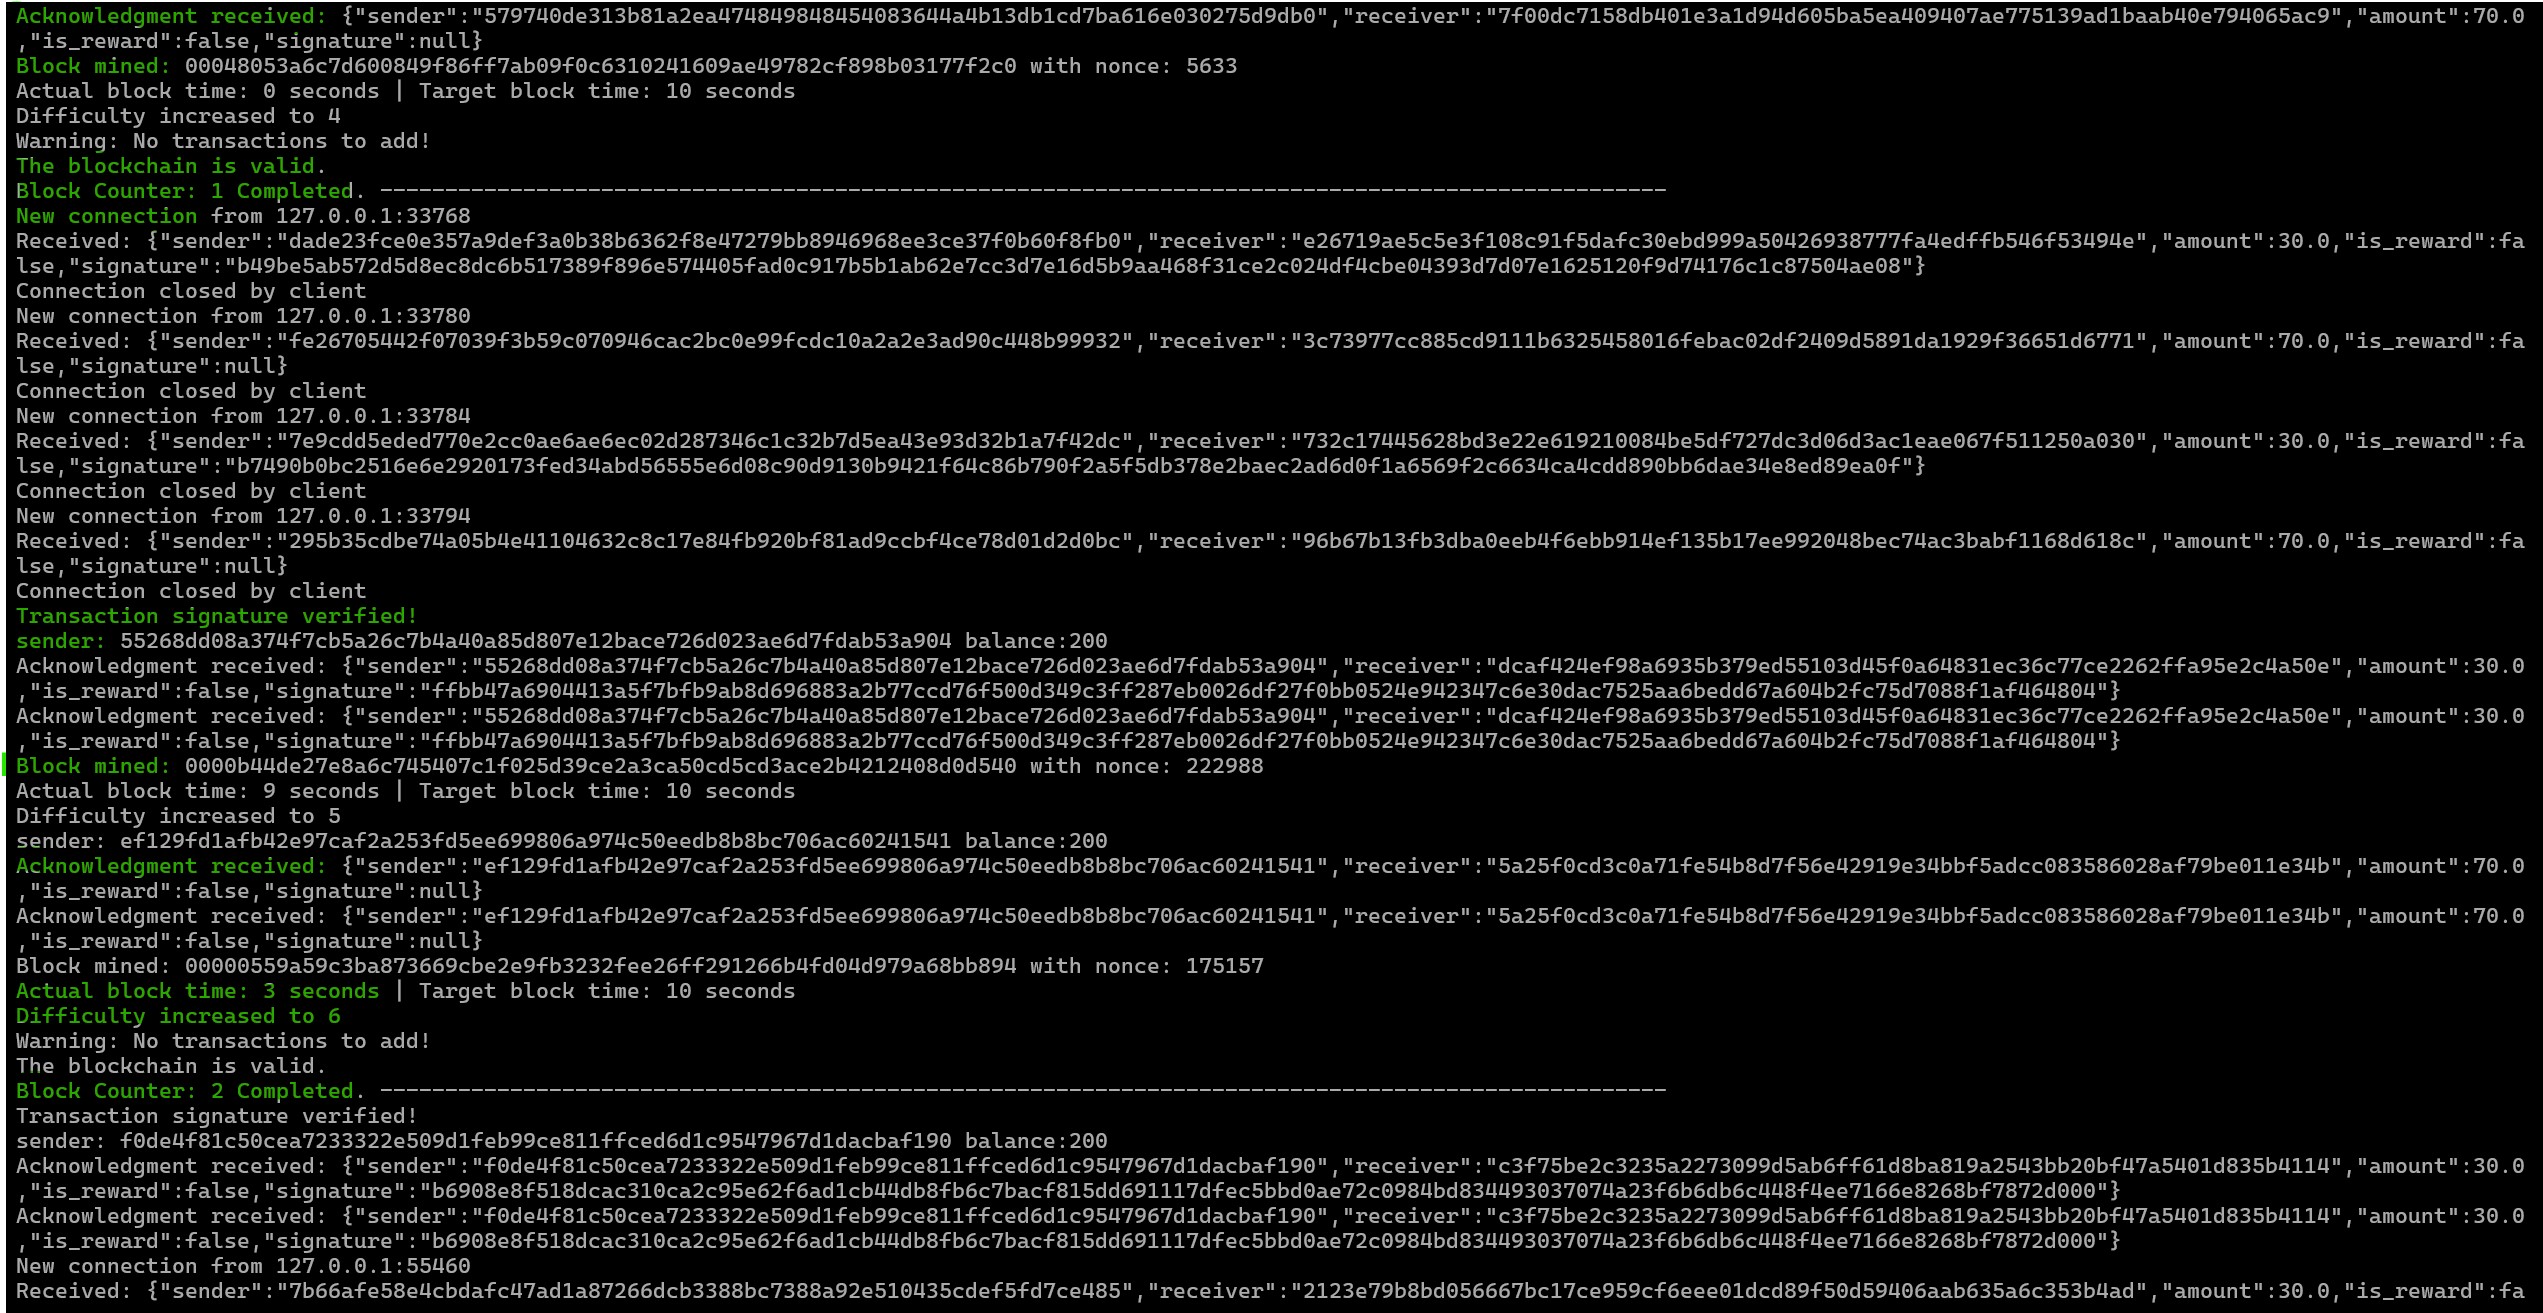 Acknowledgment received: {"sender":"579740de313b81a2ea474849848454083644a4b13db1cd7ba616e030275d9db0","receiver":"7f00dc7158db401e3a1d94d605ba5ea409407ae775139ad1baab40e794065ac9","amount":70.0
,"is_reward":false,"signature":null}
Block mined: 00048053a6c7d600849f86ff7ab09f0c6310241609ae49782cf898b03177f2c0 with nonce: 5633
Actual block time: 0 seconds | Target block time: 10 seconds
Difficulty increased to 4
Warning: No transactions to add!
The blockchain is valid.
Block Counter: 1 Completed. ---------------------------------------------------------------------------------------------------
New connection from 127.0.0.1:33768
Received: {"sender":"dade23fce0e357a9def3a0b38b6362f8e47279bb8946968ee3ce37f0b60f8fb0","receiver":"e26719ae5c5e3f108c91f5dafc30ebd999a50426938777fa4edffb546f53494e","amount":30.0,"is_reward":fa
lse,"signature":"b49be5ab572d5d8ec8dc6b517389f896e574405fad0c917b5b1ab62e7cc3d7e16d5b9aa468f31ce2c024df4cbe04393d7d07e1625120f9d74176c1c87504ae08"}
Connection closed by client
New connection from 127.0.0.1:33780
Received: {"sender":"fe26705442f07039f3b59c070946cac2bc0e99fcdc10a2a2e3ad90c448b99932","receiver":"3c73977cc885cd9111b6325458016febac02df2409d5891da1929f36651d6771","amount":70.0,"is_reward":fa
lse,"signature":null}
Connection closed by client
New connection from 127.0.0.1:33784
Received: {"sender":"7e9cdd5eded770e2cc0ae6ae6ec02d287346c1c32b7d5ea43e93d32b1a7f42dc","receiver":"732c17445628bd3e22e619210084be5df727dc3d06d3ac1eae067f511250a030","amount":30.0,"is_reward":fa
lse,"signature":"b7490b0bc2516e6e2920173fed34abd56555e6d08c90d9130b9421f64c86b790f2a5f5db378e2baec2ad6d0f1a6569f2c6634ca4cdd890bb6dae34e8ed89ea0f"}
Connection closed by client
New connection from 127.0.0.1:33794
Received: {"sender":"295b35cdbe74a05b4e41104632c8c17e84fb920bf81ad9ccbf4ce78d01d2d0bc","receiver":"96b67b13fb3dba0eeb4f6ebb914ef135b17ee992048bec74ac3babf1168d618c","amount":70.0,"is_reward":fa
lse,"signature":null}
Connection closed by client
Transaction signature verified!
sender: 55268dd08a374f7cb5a26c7b4a40a85d807e12bace726d023ae6d7fdab53a904 balance:200
Acknowledgment received: {"sender":"55268dd08a374f7cb5a26c7b4a40a85d807e12bace726d023ae6d7fdab53a904","receiver":"dcaf424ef98a6935b379ed55103d45f0a64831ec36c77ce2262ffa95e2c4a50e","amount":30.0
,"is_reward":false,"signature":"ffbb47a6904413a5f7bfb9ab8d696883a2b77ccd76f500d349c3ff287eb0026df27f0bb0524e942347c6e30dac7525aa6bedd67a604b2fc75d7088f1af464804"}
Acknowledgment received: {"sender":"55268dd08a374f7cb5a26c7b4a40a85d807e12bace726d023ae6d7fdab53a904","receiver":"dcaf424ef98a6935b379ed55103d45f0a64831ec36c77ce2262ffa95e2c4a50e","amount":30.0
,"is_reward":false,"signature":"ffbb47a6904413a5f7bfb9ab8d696883a2b77ccd76f500d349c3ff287eb0026df27f0bb0524e942347c6e30dac7525aa6bedd67a604b2fc75d7088f1af464804"}
Block mined: 0000b44de27e8a6c745407c1f025d39ce2a3ca50cd5cd3ace2b4212408d0d540 with nonce: 222988
Actual block time: 9 seconds | Target block time: 10 seconds
Difficulty increased to 5
sender: ef129fd1afb42e97caf2a253fd5ee699806a974c50eedb8b8bc706ac60241541 balance:200
Acknowledgment received: {"sender":"ef129fd1afb42e97caf2a253fd5ee699806a974c50eedb8b8bc706ac60241541","receiver":"5a25f0cd3c0a71fe54b8d7f56e42919e34bbf5adcc083586028af79be011e34b","amount":70.0
,"is_reward":false,"signature":null}
Acknowledgment received: {"sender":"ef129fd1afb42e97caf2a253fd5ee699806a974c50eedb8b8bc706ac60241541","receiver":"5a25f0cd3c0a71fe54b8d7f56e42919e34bbf5adcc083586028af79be011e34b","amount":70.0
,"is_reward":false,"signature":null}
Block mined: 00000559a59c3ba873669cbe2e9fb3232fee26ff291266b4fd04d979a68bb894 with nonce: 175157
Actual block time: 3 seconds | Target block time: 10 seconds
Difficulty increased to 6
Warning: No transactions to add!
The blockchain is valid.
Block Counter: 2 Completed. ---------------------------------------------------------------------------------------------------
Transaction signature verified!
sender: f0de4f81c50cea7233322e509d1feb99ce811ffced6d1c9547967d1dacbaf190 balance:200
Acknowledgment received: {"sender":"f0de4f81c50cea7233322e509d1feb99ce811ffced6d1c9547967d1dacbaf190","receiver":"c3f75be2c3235a2273099d5ab6ff61d8ba819a2543bb20bf47a5401d835b4114","amount":30.0
,"is_reward":false,"signature":"b6908e8f518dcac310ca2c95e62f6ad1cb44db8fb6c7bacf815dd691117dfec5bbd0ae72c0984bd834493037074a23f6b6db6c448f4ee7166e8268bf7872d000"}
Acknowledgment received: {"sender":"f0de4f81c50cea7233322e509d1feb99ce811ffced6d1c9547967d1dacbaf190","receiver":"c3f75be2c3235a2273099d5ab6ff61d8ba819a2543bb20bf47a5401d835b4114","amount":30.0
,"is_reward":false,"signature":"b6908e8f518dcac310ca2c95e62f6ad1cb44db8fb6c7bacf815dd691117dfec5bbd0ae72c0984bd834493037074a23f6b6db6c448f4ee7166e8268bf7872d000"}
New connection from 127.0.0.1:55460
Received: {"sender":"7b66afe58e4cbdafc47ad1a87266dcb3388bc7388a92e510435cdef5fd7ce485","receiver":"2123e79b8bd056667bc17ce959cf6eee01dcd89f50d59406aab635a6c353b4ad","amount":30.0,"is_reward":fa